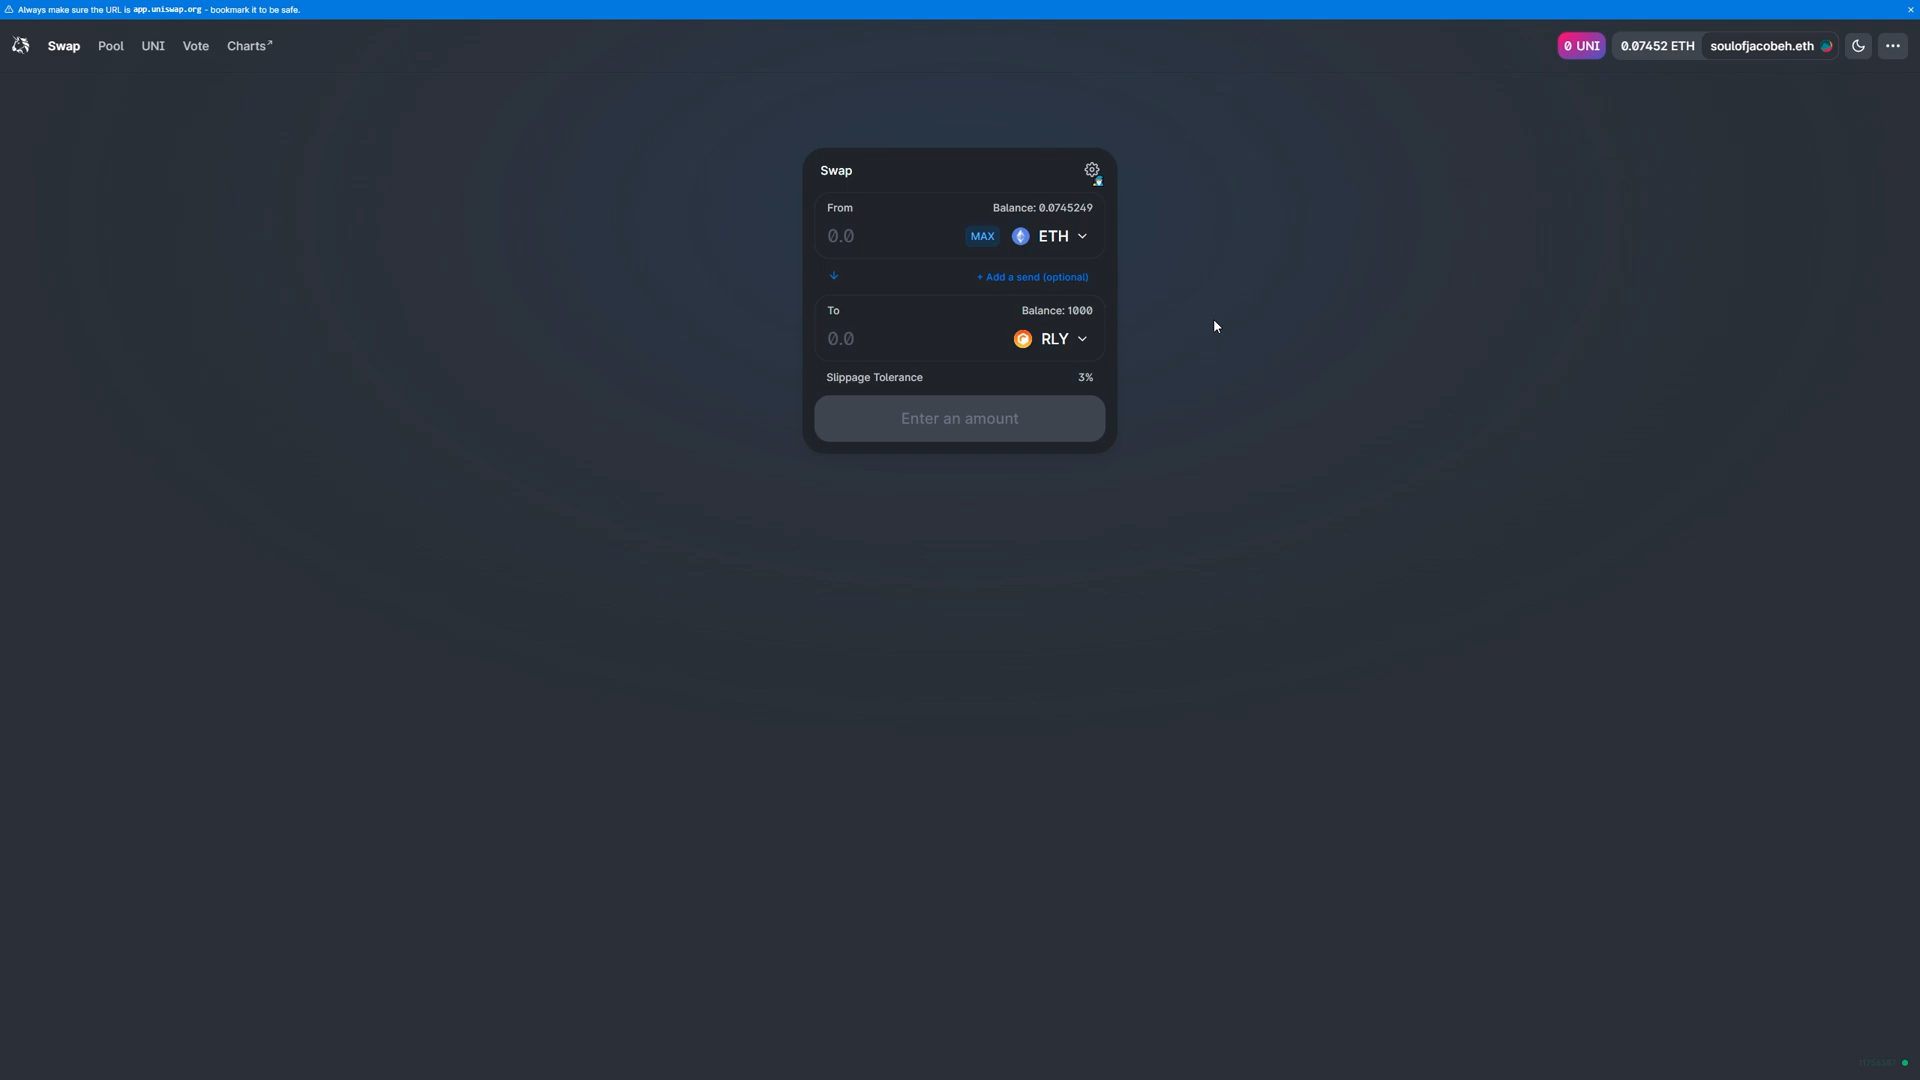 Always make sure the URL is app.uniswap.org - bookmark it to be safe.
Swap Pool UNI Vote Charts↗ 0 UNI 0.07452 ETH soulofjacobeh.eth
Swap
From Balance: 0.0745249
0.0 MAX ETH
+ Add a send (optional)
To Balance: 1000
0.0 RLY
Slippage Tolerance 3%
Enter an amount